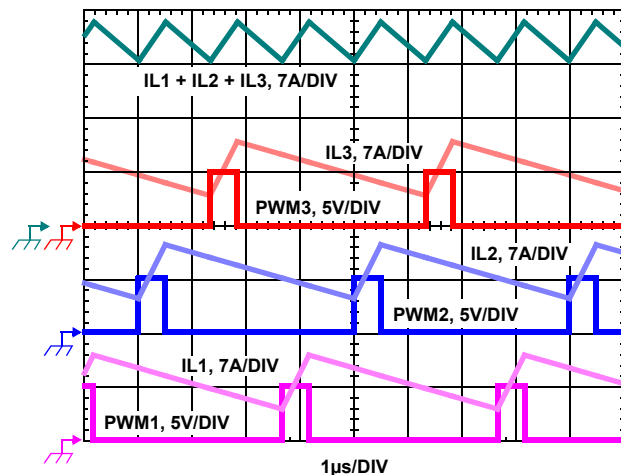 IL1 + IL2 + IL3, 7A/DIV
IL3, 7A/DIV
PWM3, 5V/DIV
IL2, 7A/DIV
PWM2, 5V/DIV
IL1, 7A/DIV
PWM1, 5V/DIV
1µs/DIV